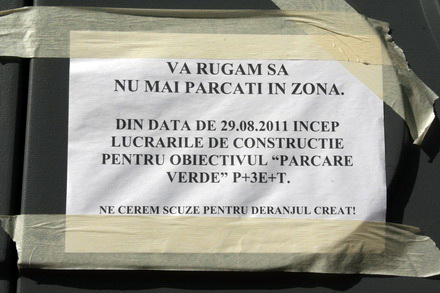 VA RUGAM SA
NU MAI PARCATI IN ZONA.
DIN DATA DE 29.08.2011 INCEP
LUCRARILE DE CONSTRUCTIE
PENTRU OBIECTIVUL “PARCARE
VERDE” P+3E+T.
NE CEREM SCUZE PENTRU DERANJUL CREAT!